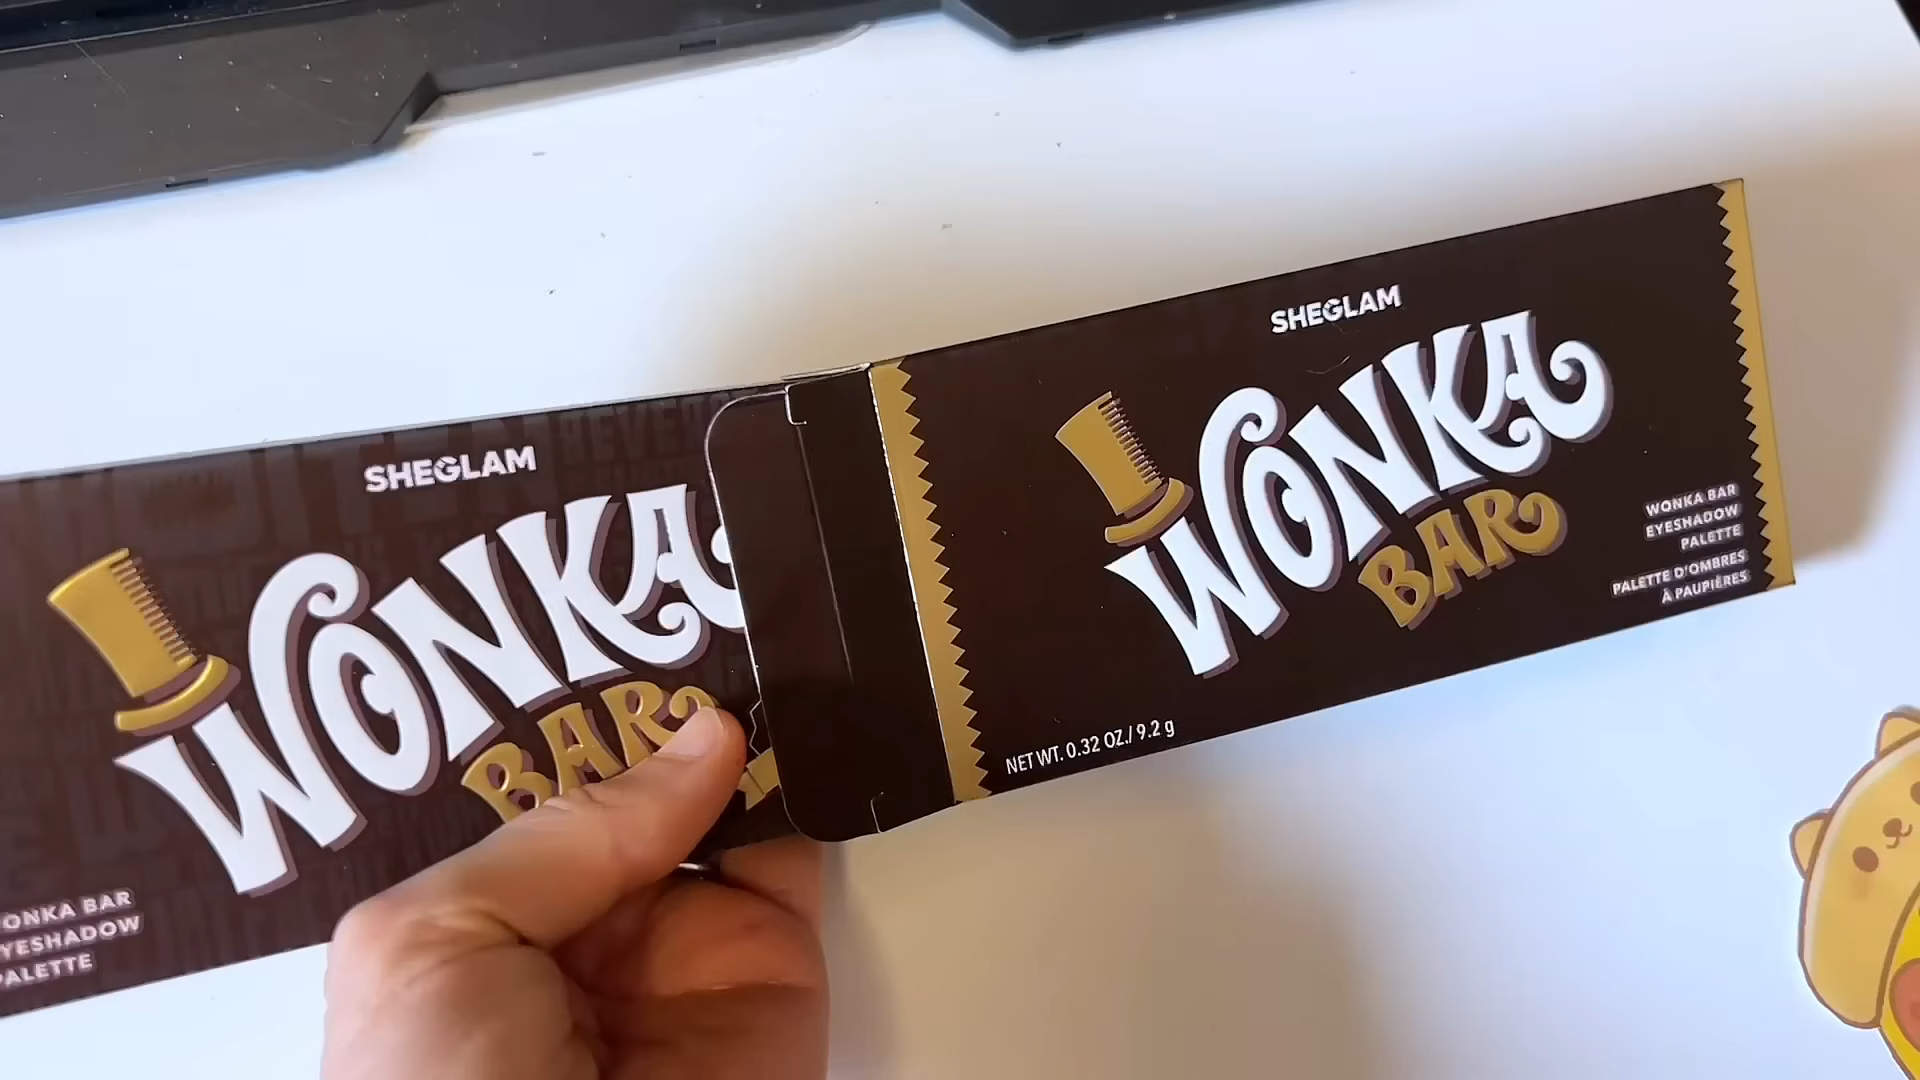 SHEGLAM
WONKA
BAR
ONKA BAR
YESHADOW
PALETTE
SHEGLAM
WONKA
BAR
WONKA BAR
EYESHADOW
PALETTE
PALETTE D'OMBRES
À PAUPIÈRES
NET WT. 0.32 OZ./ 9.2 g